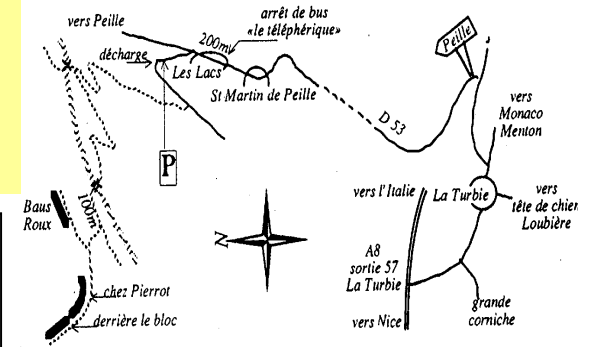 arrêt de bus
«le téléphérique»
vers Peille
200m
décharge
Les Lacs
St Martin de Peille
Peille
D 53
vers
Monaco
Menton
P
Baus
Roux
100m
N
vers l'Italie
La Turbie
vers
tête de chien
Loubière
A8
sortie 57
La Turbie
chez Pierrot
derrière le bloc
vers Nice
grande
corniche